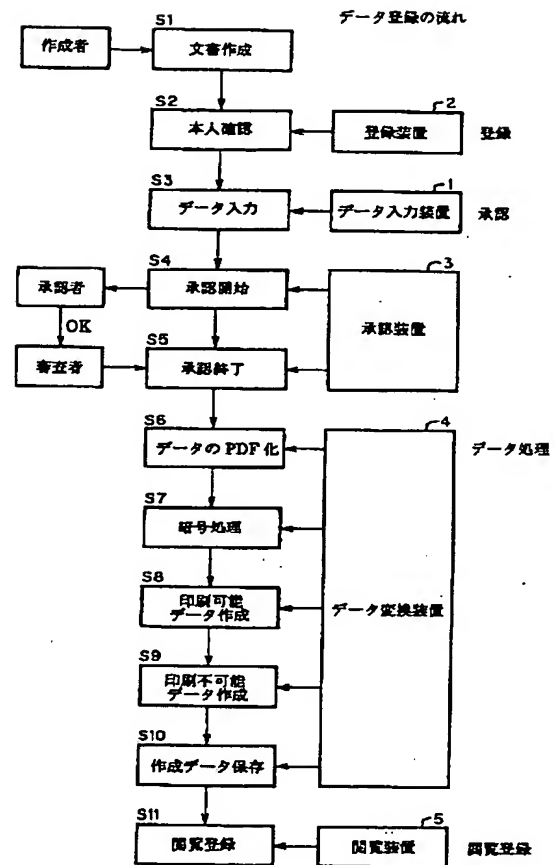 データ登録の流れ
S1
作成者
文書作成
S2
本人確認
2
登録装置
登録
S3
データ入力
1
データ入力装置
承認
S4
承認者
承認開始
3
承認装置
OK
S5
審査者
承認終了
S6
データのPDF化
4
データ変換装置
データ処理
S7
暗号処理
S8
印刷可能
データ作成
S9
印刷不可能
データ作成
S10
作成データ保存
S11
閲覧登録
5
閲覧装置
閲覧登録